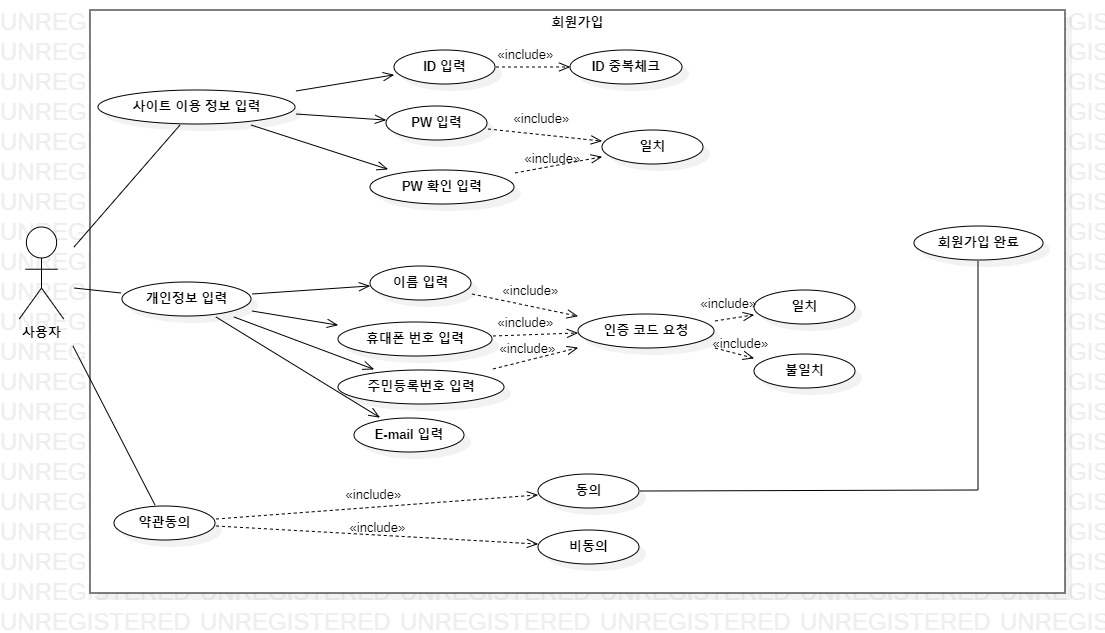 회원가입
사이트 이용 정보 입력
ID 입력
«include»
ID 중복체크
PW 입력
«include»
일치
PW 확인 입력
«include»
회원가입 완료
사용자
개인정보 입력
이름 입력
«include»
휴대폰 번호 입력
«include»
인증 코드 요청
«include»
일치
주민등록번호 입력
«include»
«include»
불일치
E-mail 입력
약관동의
«include»
동의
«include»
비동의
UNREGISTERED UNREGISTERED UNREGISTERED UNREGISTERED UNREGISTERED UNREGIS